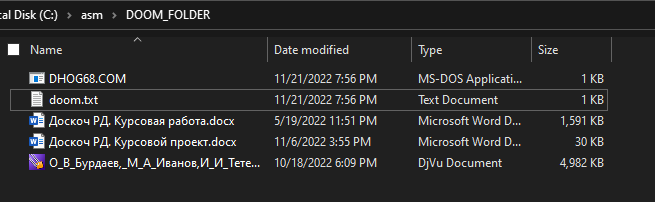 al Disk (C:) > asm > DOOM_FOLDER
Name Date modified Type Size
DHOG68.COM 11/21/2022 7:56 PM MS-DOS Applicati... 1 KB
doom.txt 11/21/2022 7:56 PM Text Document 1 KB
Доскоч РД. Курсовая работа.docx 5/19/2022 11:51 PM Microsoft Word D... 1,591 KB
Доскоч РД. Курсовой проект.docx 11/6/2022 3:55 PM Microsoft Word D... 30 KB
О_В_Бурдаев,_М_А_Иванов,И_И_Тете... 10/18/2022 6:09 PM DjVu Document 4,982 KB